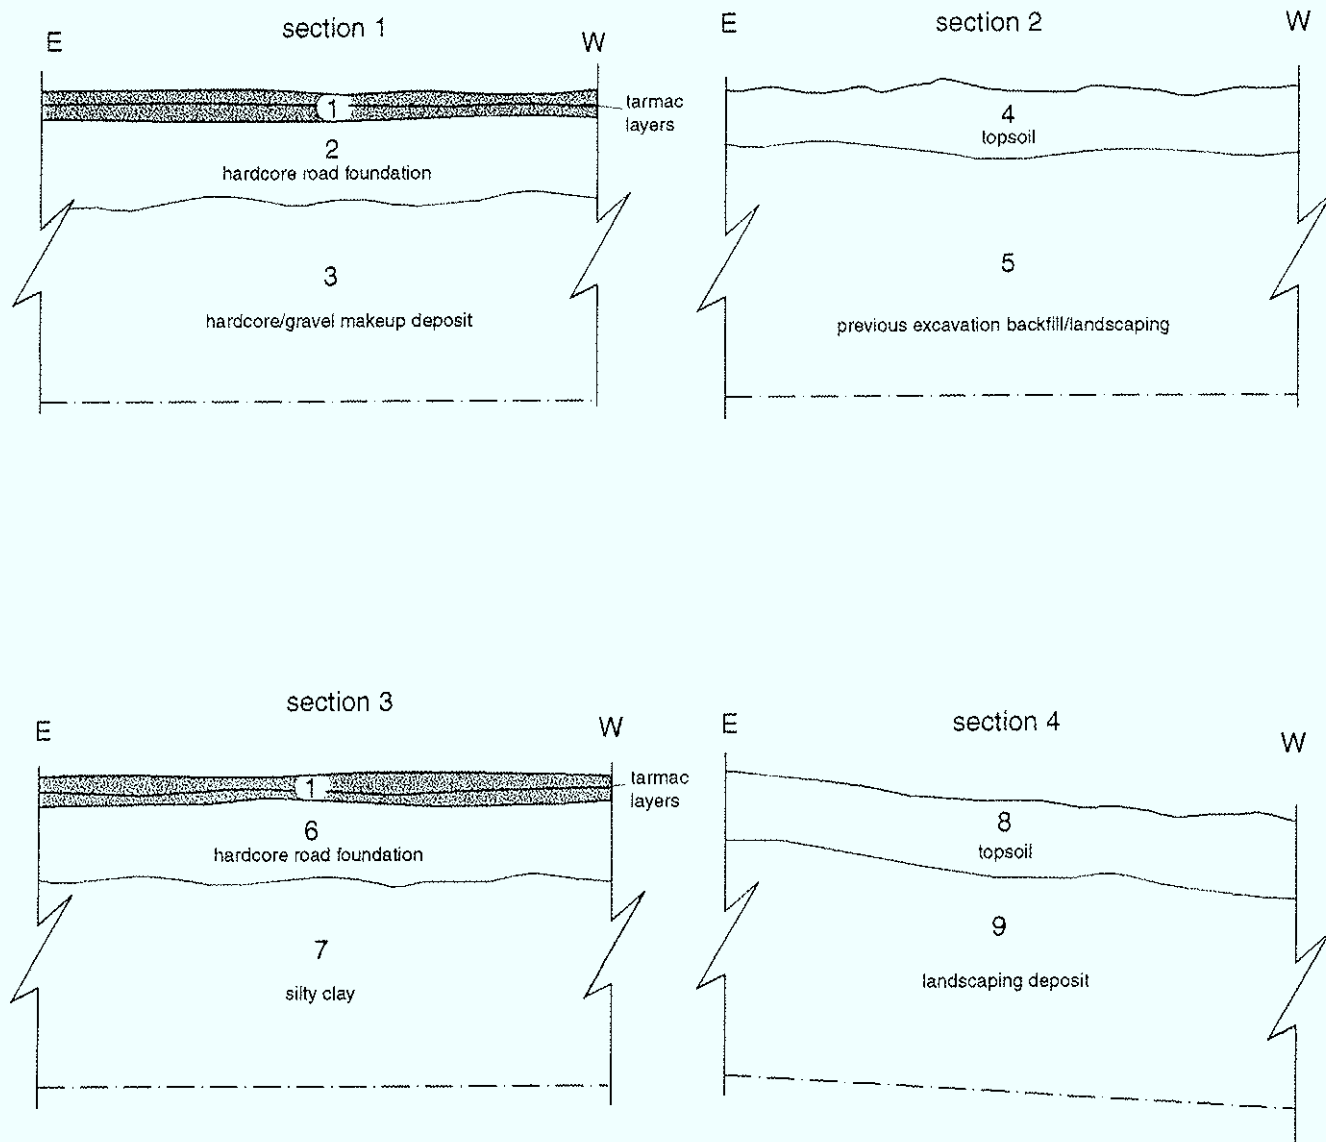 section 1
E
W
1
tarmac
layers
2
hardcore road foundation
3
hardcore/gravel makeup deposit
section 2
E
W
4
topsoil
5
previous excavation backfill/landscaping
section 3
E
W
1
tarmac
layers
6
hardcore road foundation
7
silty clay
section 4
E
W
8
topsoil
9
landscaping deposit